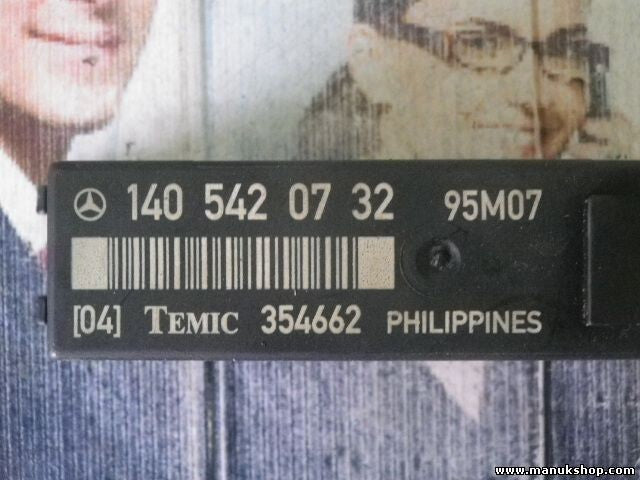 140 542 07 32 95M07
[04] TEMIC 354662 PHILIPPINES
www.manukshop.com